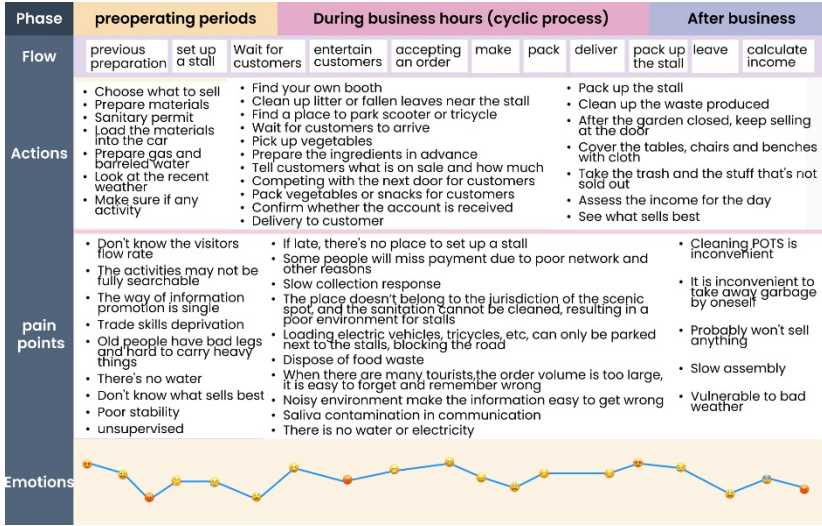 Phase
preoperating periods
During business hours (cyclic process)
After business
Flow
previous
preparation
set up
a stall
Wait for
customers
entertain
customers
accepting
an order
make
pack
deliver
pack up
the stall
leave
calculate
income
Actions
• Choose what to sell
• Prepare materials
• Sanitary permit
• Load the materials
into the car
• Prepare gas and
barreled water
• Look at the recent
weather
• Make sure if any
activity
• Find your own booth
• Clean up litter or fallen leaves near the stall
• Find a place to park scooter or tricycle
• Wait for customers to arrive
• Pick up vegetables
• Prepare the ingredients in advance
• Tell customers what is on sale and how much
• Competing with the next door for customers
• Pack vegetables or snacks for customers
• Confirm whether the account is received
• Delivery to customer
• Pack up the stall
• Clean up the waste produced
• After the garden closed, keep selling
at the door
• Cover the tables, chairs and benches
with cloth
• Take the trash and the stuff that's not
sold out
• Assess the income for the day
• See what sells best
pain
points
• Don't know the visitors
flow rate
• The activities may not be
fully searchable
• The way of information
promotion is single
• Trade skills deprivation
• Old people have bad legs
and hard to carry heavy
things
• There's no water
• Don't know what sells best
• Poor stability
• unsupervised
• If late, there's no place to set up a stall
• Some people will miss payment due to poor network and
other reasons
• Slow collection response
• The place doesn't belong to the jurisdiction of the scenic
spot, and the sanitation cannot be cleaned, resulting in a
poor environment for stalls
• Loading electric vehicles, tricycles, etc, can only be parked
next to the stalls, blocking the road
• Dispose of food waste
• When there are many tourists,the order volume is too large,
it is easy to forget and remember wrong
• Noisy environment make the information easy to get wrong
• Saliva contamination in communication
• There is no water or electricity
• Cleaning POTS is
inconvenient
• It is inconvenient to
take away garbage
by oneself
• Probably won't sell
anything
• Slow assembly
• Vulnerable to bad
weather
Emotions